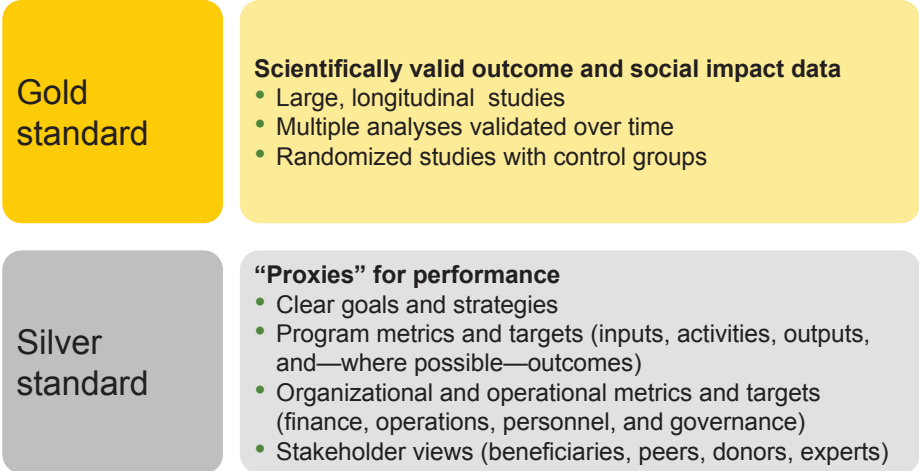 Gold
standard
Scientifically valid outcome and social impact data
• Large, longitudinal studies
• Multiple analyses validated over time
• Randomized studies with control groups
Silver
standard
“Proxies” for performance
• Clear goals and strategies
• Program metrics and targets (inputs, activities, outputs,
and—where possible—outcomes)
• Organizational and operational metrics and targets
(finance, operations, personnel, and governance)
• Stakeholder views (beneficiaries, peers, donors, experts)